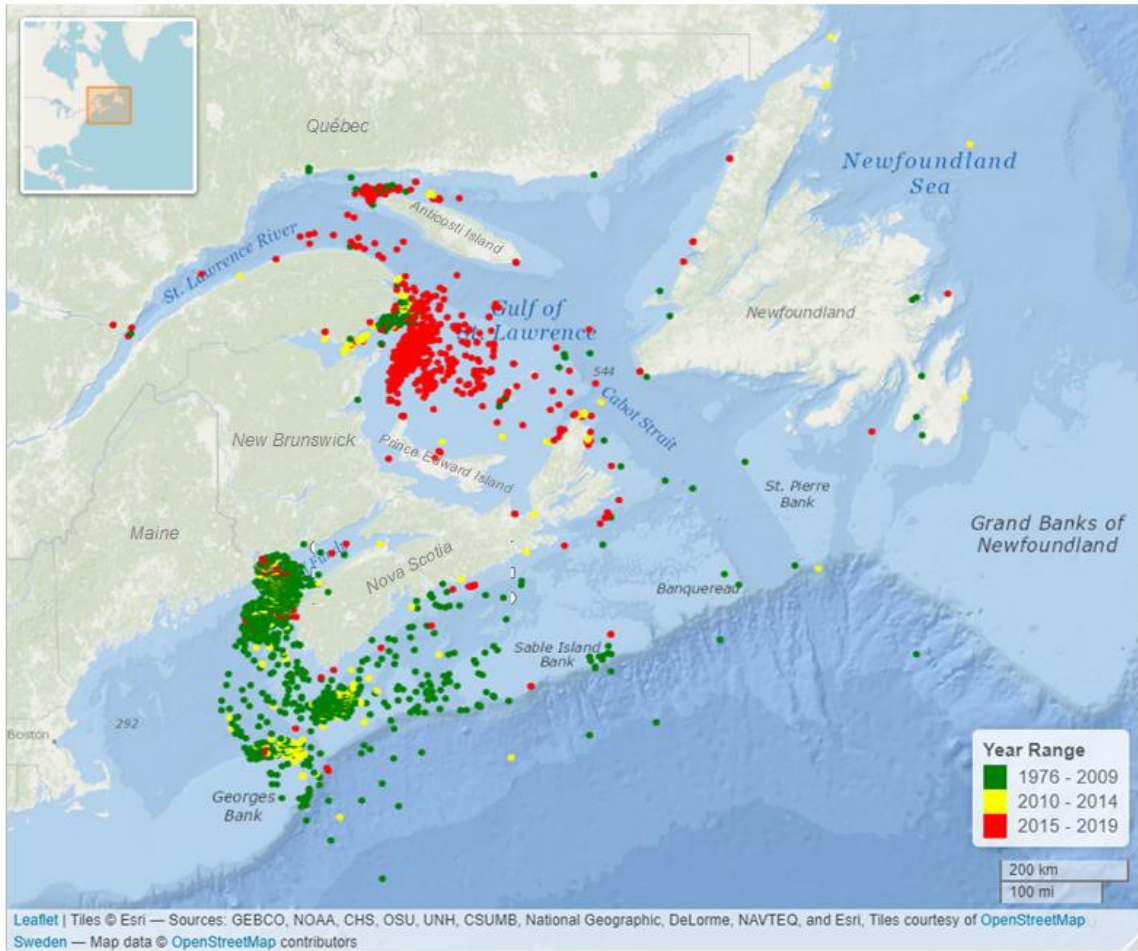 Québec
Newfoundland
Sea
Anticosti Island
St. Lawrence River
Gulf of
St. Lawrence
Newfoundland
544
Cabot Strait
New Brunswick
Prince Edward Island
St. Pierre
Bank
Maine
Grand Banks of
Newfoundland
Nova Scotia
Banquereau
Sable Island
Bank
292
Boston
Georges
Bank
Year Range
1976 - 2009
2010 - 2014
2015 - 2019
200 km
100 mi
Leaflet | Tiles © Esri — Sources: GEBCO, NOAA, CHS, OSU, UNH, CSUMB, National Geographic, DeLorme, NAVTEQ, and Esri, Tiles courtesy of OpenStreetMap
Sweden — Map data © OpenStreetMap contributors